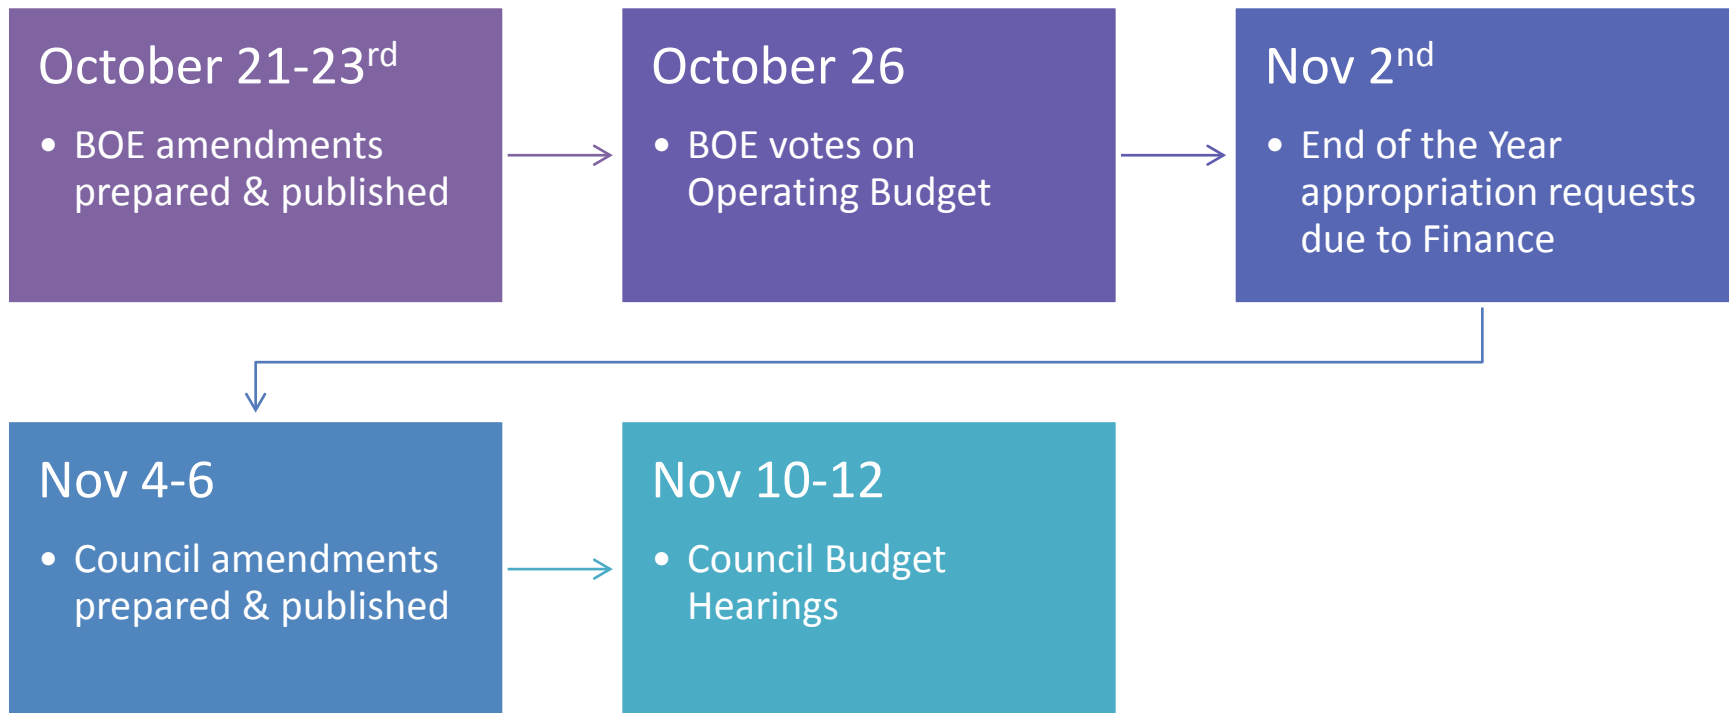 October 21-23rd
• BOE amendments
prepared & published
October 26
• BOE votes on
Operating Budget
Nov 2nd
• End of the Year
appropriation requests
due to Finance
Nov 4-6
• Council amendments
prepared & published
Nov 10-12
• Council Budget
Hearings